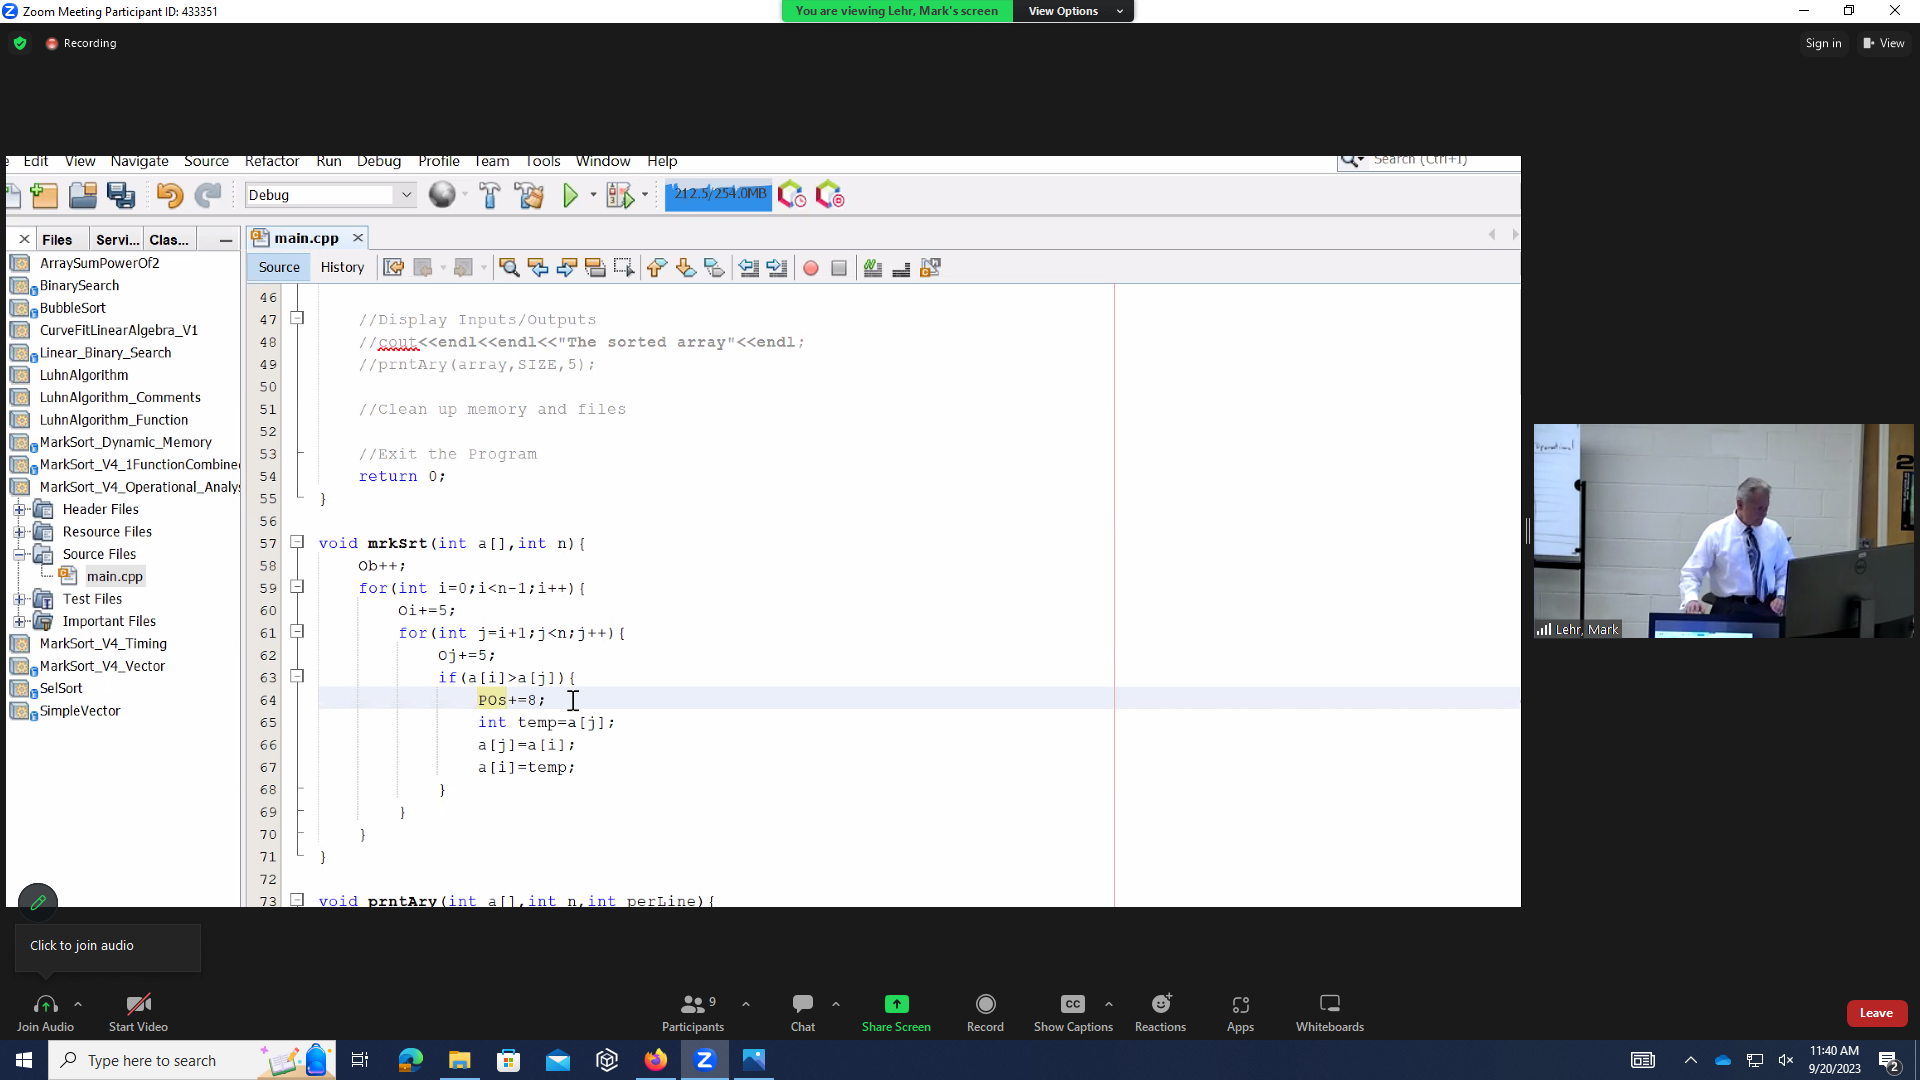 Zoom Meeting Participant ID: 433351
You are viewing Lehr, Mark's screen
View Options
Recording
Sign in
View
Edit View Navigate Source Refactor Run Debug Profile Team Tools Window Help
Search (Ctrl+I)
Debug
212.5/254.0MB
Files Servi... Clas...
main.cpp
Source History
ArraySumPowerOf2
BinarySearch
BubbleSort
CurveFitLinearAlgebra_V1
Linear_Binary_Search
LuhnAlgorithm
LuhnAlgorithm_Comments
LuhnAlgorithm_Function
MarkSort_Dynamic_Memory
MarkSort_V4_1FunctionCombine
MarkSort_V4_Operational_Analys
Header Files
Resource Files
Source Files
main.cpp
Test Files
Important Files
MarkSort_V4_Timing
MarkSort_V4_Vector
SelSort
SimpleVector
46
47 //Display Inputs/Outputs
48 //cout<<endl<<endl<<"The sorted array"<<endl;
49 //prntAry(array,SIZE,5);
50
51 //Clean up memory and files
52
53 //Exit the Program
54 return 0;
55 }
56
57 void mrkSrt(int a[],int n){
58 Ob++;
59 for(int i=0;i<n-1;i++){
60 Oi+=5;
61 for(int j=i+1;j<n;j++){
62 Oj+=5;
63 if(a[i]>a[j]){
64 POs+=8;
65 int temp=a[j];
66 a[j]=a[i];
67 a[i]=temp;
68 }
69 }
70 }
71 }
72
73 void prntAry(int a[],int n,int perLine){
Lehr, Mark
Click to join audio
Join Audio
Start Video
Participants
9
Chat
Share Screen
Record
CC
Show Captions
Reactions
Apps
Whiteboards
Leave
Type here to search
11:40 AM
9/20/2023
2